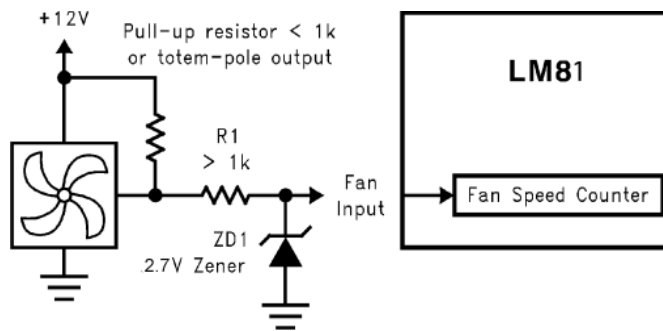 +12V
Pull-up resistor < 1k
or totem-pole output
R1
> 1k
Fan
Input
ZD1
.2.7V Zener
LM81
Fan Speed Counter